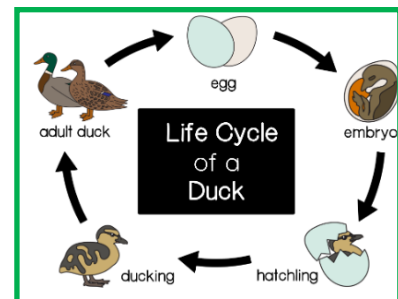 egg
adult duck
embryo
Life Cycle
of a
Duck
ducking
hatchling